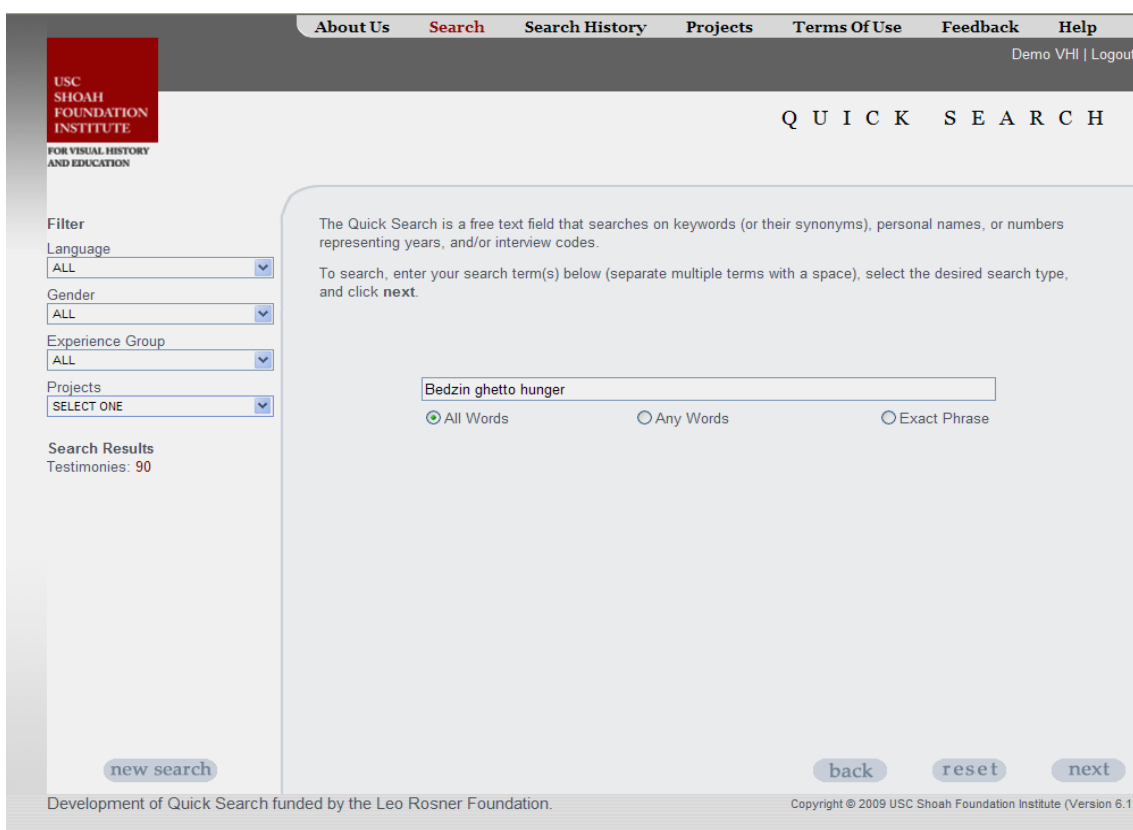 About Us Search Search History Projects Terms Of Use Feedback Help
Demo VHI | Logout
USC
SHOAH
FOUNDATION
INSTITUTE
FOR VISUAL HISTORY
AND EDUCATION
QUICK SEARCH
Filter
Language
ALL
Gender
ALL
Experience Group
ALL
Projects
SELECT ONE
Search Results
Testimonies: 90
The Quick Search is a free text field that searches on keywords (or their synonyms), personal names, or numbers
representing years, and/or interview codes.
To search, enter your search term(s) below (separate multiple terms with a space), select the desired search type,
and click next.
Bedzin ghetto hunger
All Words Any Words Exact Phrase
new search back reset next
Development of Quick Search funded by the Leo Rosner Foundation.
Copyright © 2009 USC Shoah Foundation Institute (Version 6.1